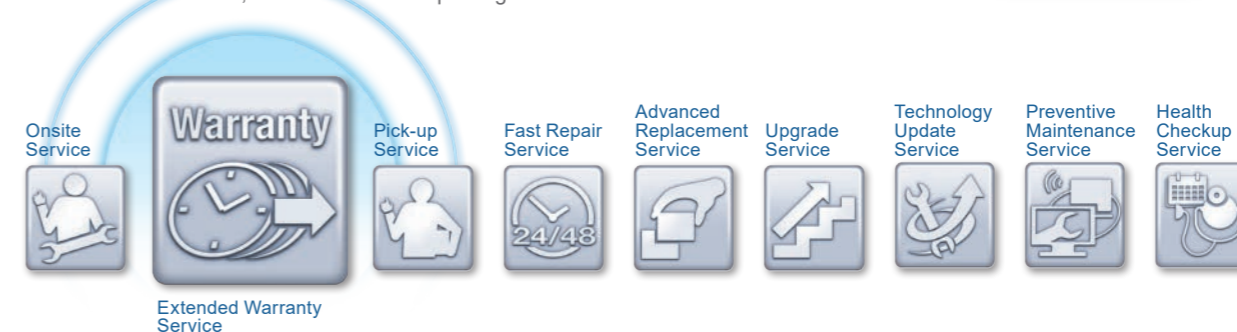 Onsite
Service
Warranty
Pick-up
Service
Fast Repair
Service
24/48
Advanced
Replacement
Service
Upgrade
Service
Technology
Update
Service
Preventive
Maintenance
Service
Health
Checkup
Service
Extended Warranty
Service